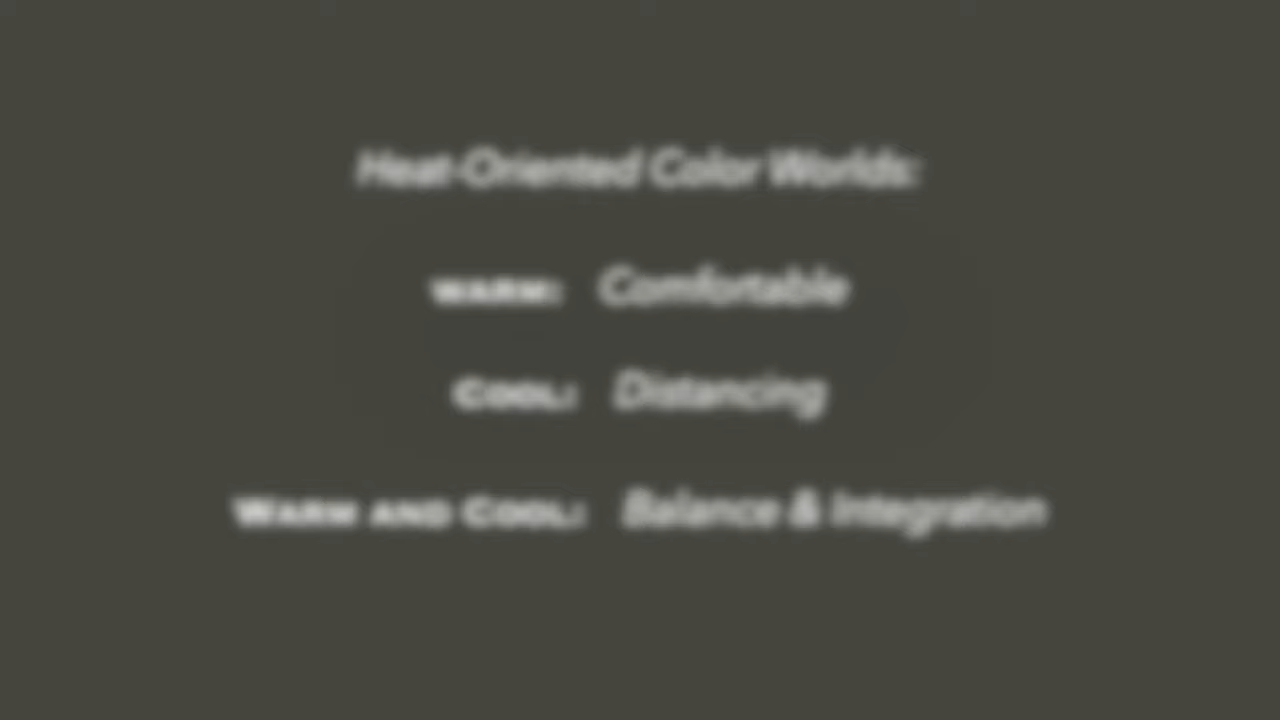 Heat-Oriented Color Worlds:
WARM: Comfortable
COOL: Distancing
WARM AND COOL: Balance & Integration